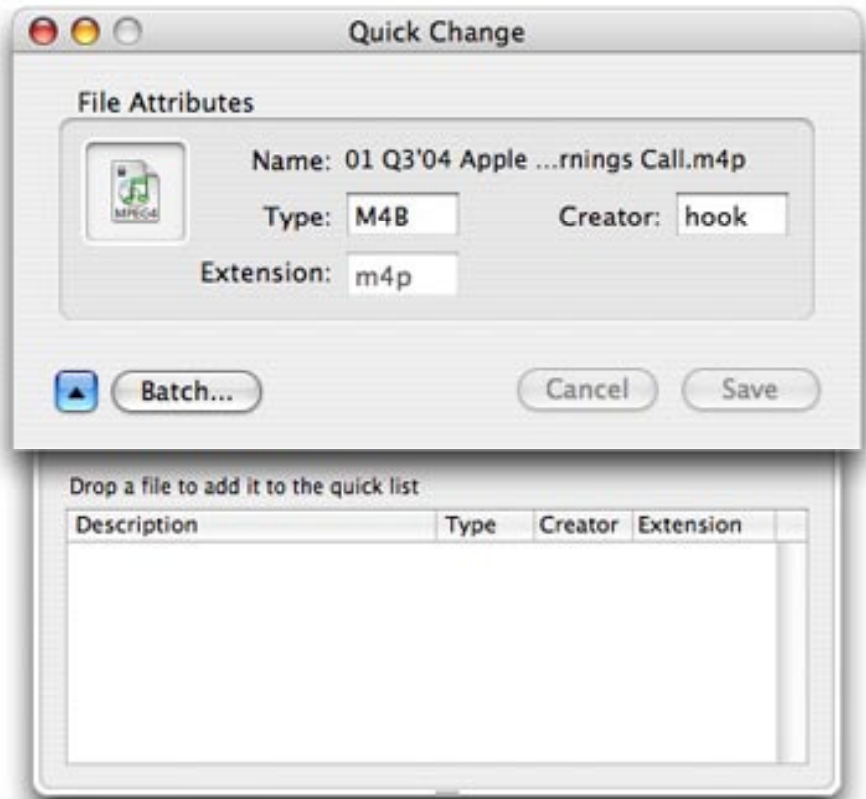 Quick Change
File Attributes
MPEG4
Name: 01 Q3'04 Apple ...rnings Call.m4p
Type: M4B Creator: hook
Extension: m4p
Batch... Cancel Save
Drop a file to add it to the quick list
Description Type Creator Extension